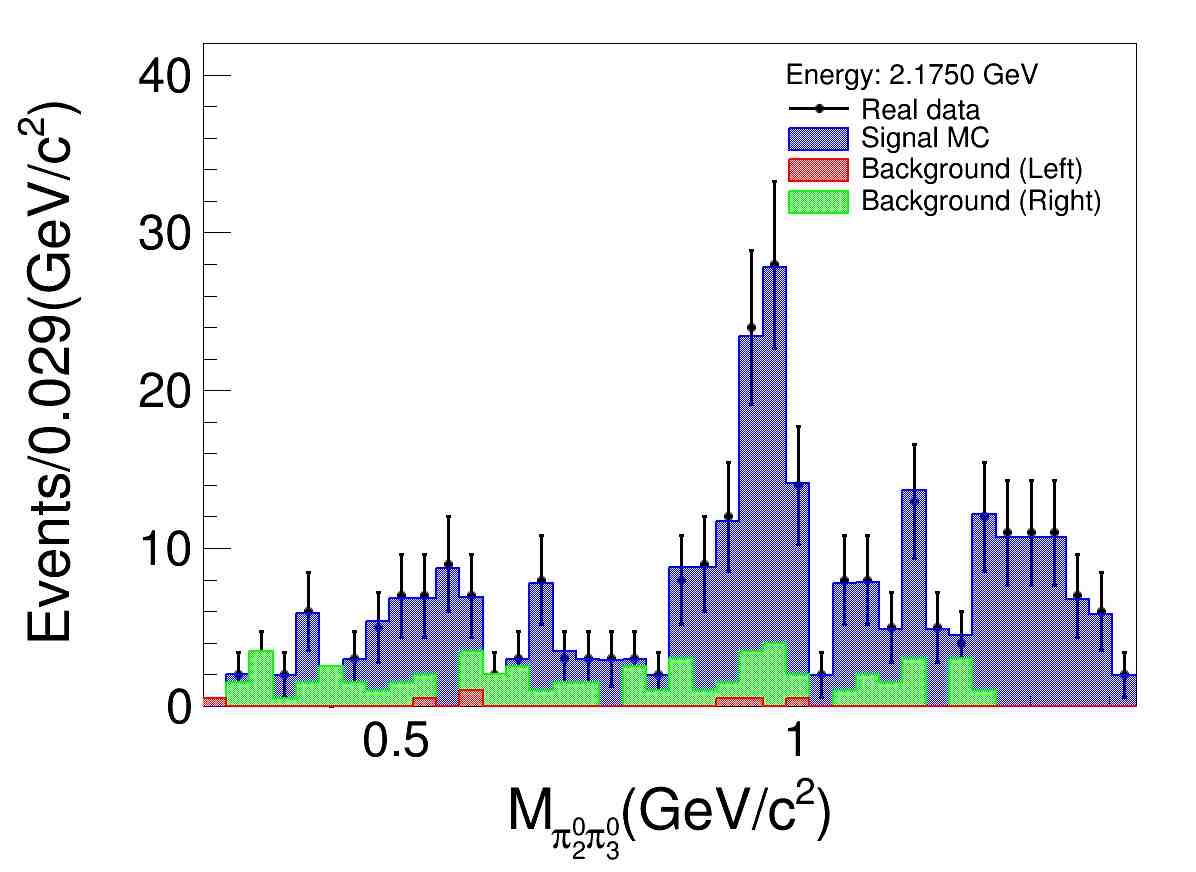 Events/0.029(GeV/c²)
40
30
20
10
0
Energy: 2.1750 GeV
Real data
Signal MC
Background (Left)
Background (Right)
0.5
1
M_{π⁰₂π⁰₃}(GeV/c²)